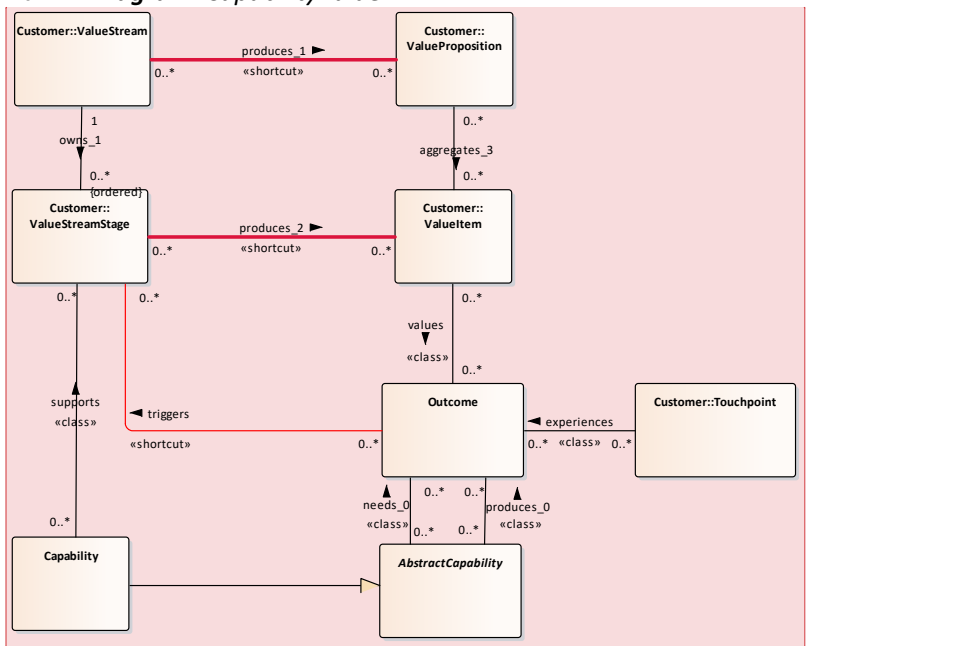 Customer::ValueStream
Customer::
ValueProposition
produces_1
0..*
«shortcut»
0..*
1
owns_1
0..*
{ordered}
0..*
aggregates_3
0..*
Customer::
ValueStreamStage
Customer::
ValueItem
produces_2
0..*
«shortcut»
0..*
0..*
0..*
0..*
values
«class»
0..*
Outcome
Customer::Touchpoint
triggers
«shortcut»
0..*
experiences
0..*
«class»
0..*
supports
«class»
0..*
0..*
0..*
needs_0
«class»
0..*
produces_0
«class»
0..*
Capability
AbstractCapability